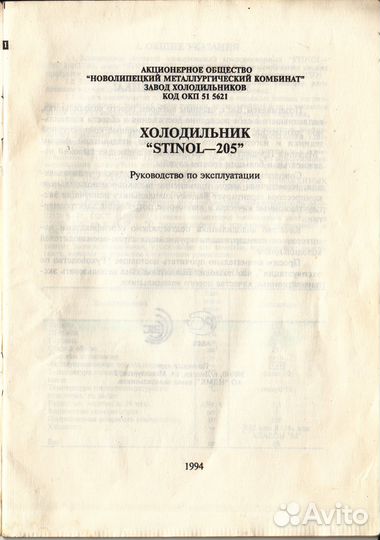 АКЦИОНЕРНОЕ ОБЩЕСТВО
"НОВОЛИПЕЦКИЙ МЕТАЛЛУРГИЧЕСКИЙ КОМБИНАТ"
ЗАВОД ХОЛОДИЛЬНИКОВ
КОД ОКП 51 5621
ХОЛОДИЛЬНИК
“STINOL—205”
Руководство по эксплуатации
1994
Avito